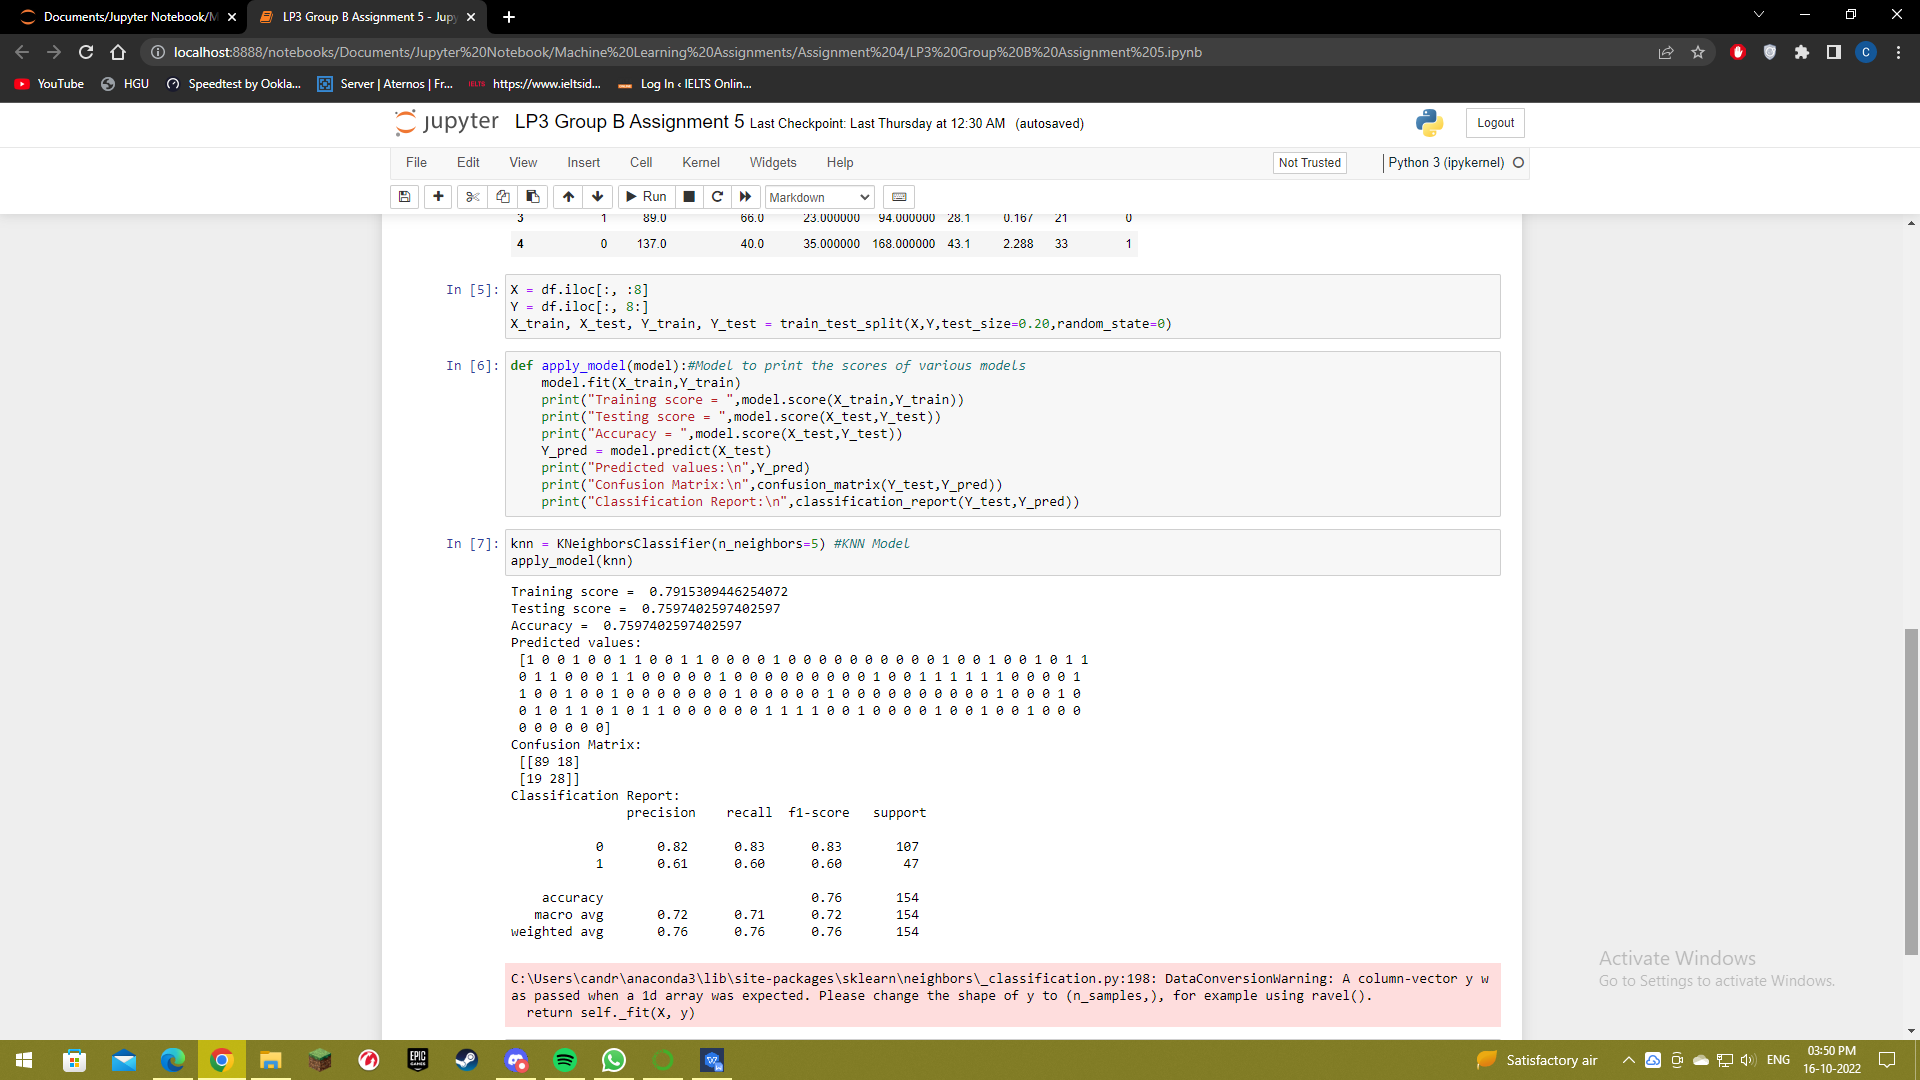 Documents/Jupyter Notebook/M
LP3 Group B Assignment 5 - Jupy
localhost:8888/notebooks/Documents/Jupyter%20Notebook/Machine%20Learning%20Assignments/Assignment%204/LP3%20Group%20B%20Assignment%205.ipynb
C
YouTube HGU Speedtest by Ookla... Server | Aternos | Fr... IELTS https://www.ieltsid... Log In ‹ IELTS Onlin...
jupyter LP3 Group B Assignment 5 Last Checkpoint: Last Thursday at 12:30 AM (autosaved)
Logout
File Edit View Insert Cell Kernel Widgets Help
Not Trusted
Python 3 (ipykernel)
Run
Markdown
3 1 89.0 66.0 23.000000 94.000000 28.1 0.167 21 0
4 0 137.0 40.0 35.000000 168.000000 43.1 2.288 33 1
In [5]: X = df.iloc[:, :8]
Y = df.iloc[:, 8:]
X_train, X_test, Y_train, Y_test = train_test_split(X,Y,test_size=0.20,random_state=0)
In [6]: def apply_model(model):#Model to print the scores of various models
model.fit(X_train,Y_train)
print("Training score = ",model.score(X_train,Y_train))
print("Testing score = ",model.score(X_test,Y_test))
print("Accuracy = ",model.score(X_test,Y_test))
Y_pred = model.predict(X_test)
print("Predicted values:\n",Y_pred)
print("Confusion Matrix:\n",confusion_matrix(Y_test,Y_pred))
print("Classification Report:\n",classification_report(Y_test,Y_pred))
In [7]: knn = KNeighborsClassifier(n_neighbors=5) #KNN Model
apply_model(knn)
Training score =  0.7915309446254072
Testing score =  0.7597402597402597
Accuracy =  0.7597402597402597
Predicted values:
[1 0 0 1 0 0 1 1 0 0 1 1 0 0 0 0 1 0 0 0 0 0 0 0 0 0 0 1 0 0 1 0 0 1 0 1 1
0 1 1 0 0 0 1 1 0 0 0 0 0 1 0 0 0 0 0 0 0 0 0 1 0 0 1 1 1 1 1 1 0 0 0 0 1
1 0 0 1 0 0 1 0 0 0 0 0 0 0 1 0 0 0 0 0 1 0 0 0 0 0 0 0 0 0 0 1 0 0 0 1 0
0 1 0 1 1 0 1 0 1 1 0 0 0 0 0 0 1 1 1 1 0 0 1 0 0 0 0 1 0 0 1 0 0 1 0 0 0
0 0 0 0 0 0]
Confusion Matrix:
[[89 18]
[19 28]]
Classification Report:
precision recall f1-score support
0 0.82 0.83 0.83 107
1 0.61 0.60 0.60 47
accuracy 0.76 154
macro avg 0.72 0.71 0.72 154
weighted avg 0.76 0.76 0.76 154
C:\Users\candr\anaconda3\lib\site-packages\sklearn\neighbors\_classification.py:198: DataConversionWarning: A column-vector y w
as passed when a 1d array was expected. Please change the shape of y to (n_samples,), for example using ravel().
return self._fit(X, y)
Activate Windows
Go to Settings to activate Windows.
EPIC GAMES
Satisfactory air
ENG
03:50 PM
16-10-2022